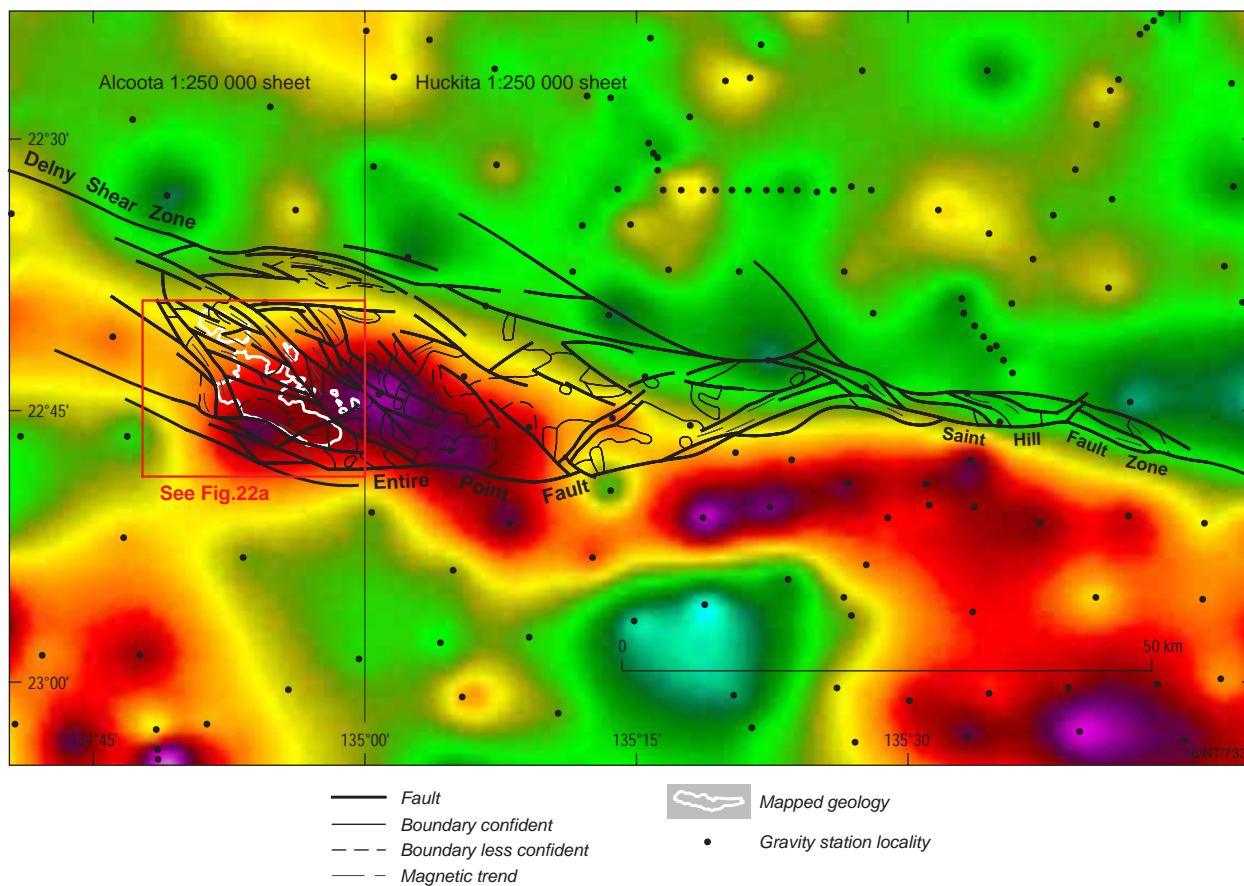 Alcoota 1:250 000 sheet
Huckita 1:250 000 sheet
22°30'
Delny Shear Zone
22°45'
Saint Hill Fault Zone
Entire Point Fault
See Fig.22a
0
50 km
23°00'
134°45'
135°00'
135°15'
135°30'
Fault
Boundary confident
Boundary less confident
Magnetic trend
Mapped geology
Gravity station locality